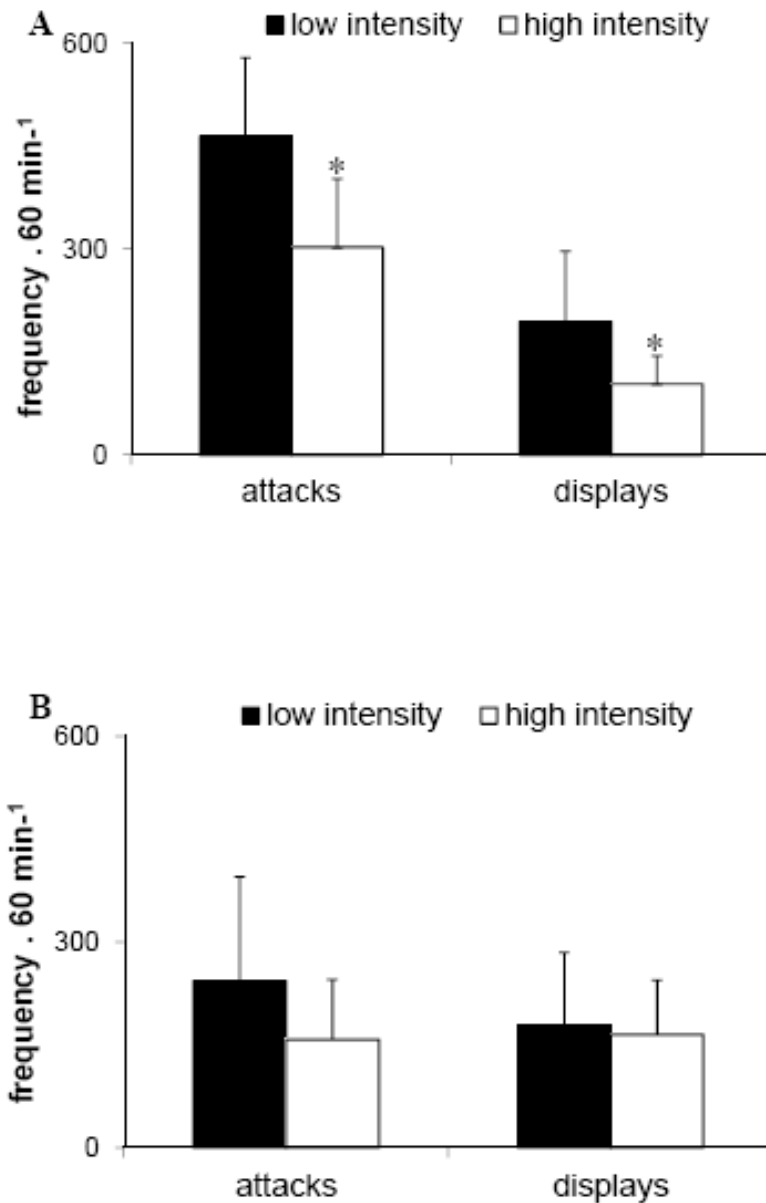 A
■ low intensity □ high intensity
600
300
0
frequency . 60 min-¹
*
*
attacks displays
B
■ low intensity □ high intensity
600
300
0
frequency . 60 min-¹
attacks displays